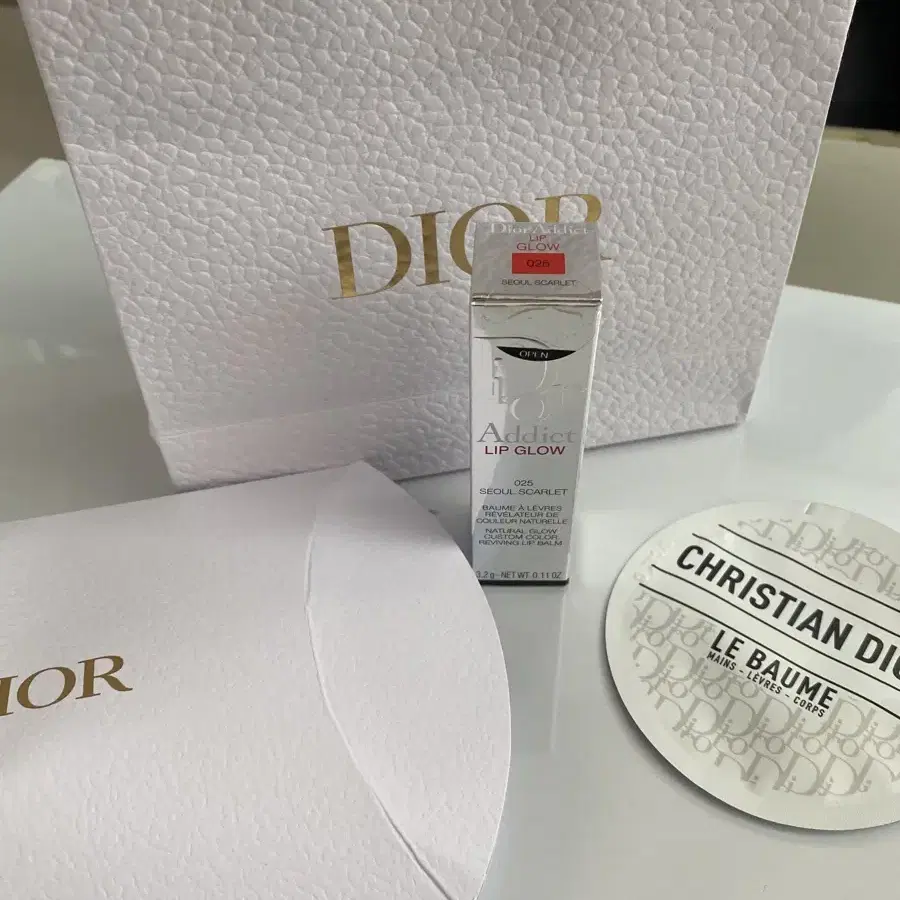 DIOR
Dior Addict
LIP
GLOW
025
SEOUL SCARLET
OPEN
DIOR
Addict
LIP GLOW
025
SEOUL SCARLET
BAUME À LÈVRES
RÉVÉLATEUR DE
COULEUR NATURELLE
NATURAL GLOW
CUSTOM COLOR
REVIVING LIP BALM
3.2 g - NET WT. 0.11 OZ
IOR
CHRISTIAN DIO
LE BAUME
MAINS - LÈVRES - CORPS